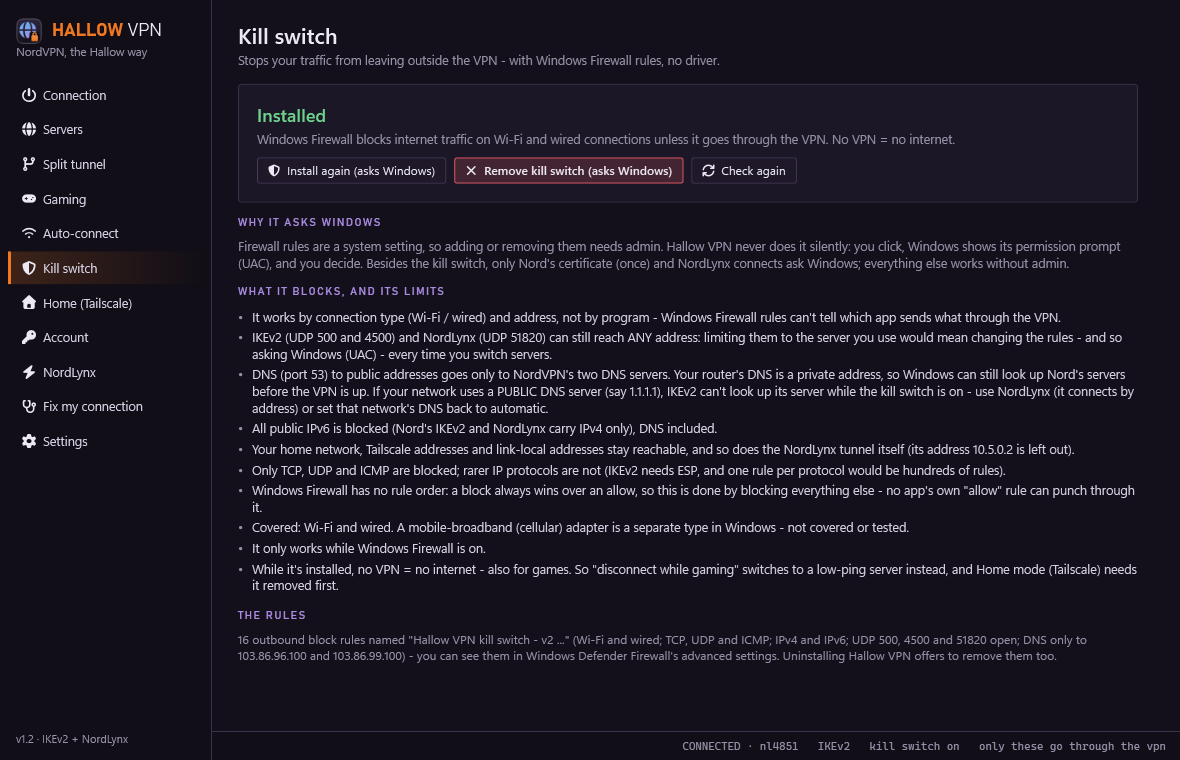 HALLOW VPN
NordVPN, the Hallow way
Connection
Servers
Split tunnel
Gaming
Auto-connect
Kill switch
Home (Tailscale)
Account
NordLynx
Fix my connection
Settings
v1.2 · IKEv2 + NordLynx
Kill switch
Stops your traffic from leaving outside the VPN - with Windows Firewall rules, no driver.
Installed
Windows Firewall blocks internet traffic on Wi-Fi and wired connections unless it goes through the VPN. No VPN = no internet.
Install again (asks Windows)
Remove kill switch (asks Windows)
Check again
WHY IT ASKS WINDOWS
Firewall rules are a system setting, so adding or removing them needs admin. Hallow VPN never does it silently: you click, Windows shows its permission prompt
(UAC), and you decide. Besides the kill switch, only Nord's certificate (once) and NordLynx connects ask Windows; everything else works without admin.
WHAT IT BLOCKS, AND ITS LIMITS
• It works by connection type (Wi-Fi / wired) and address, not by program - Windows Firewall rules can't tell which app sends what through the VPN.
• IKEv2 (UDP 500 and 4500) and NordLynx (UDP 51820) can still reach ANY address: limiting them to the server you use would mean changing the rules - and so
asking Windows (UAC) - every time you switch servers.
• DNS (port 53) to public addresses goes only to NordVPN's two DNS servers. Your router's DNS is a private address, so Windows can still look up Nord's servers
before the VPN is up. If your network uses a PUBLIC DNS server (say 1.1.1.1), IKEv2 can't look up its server while the kill switch is on - use NordLynx (it connects by
address) or set that network's DNS back to automatic.
• All public IPv6 is blocked (Nord's IKEv2 and NordLynx carry IPv4 only), DNS included.
• Your home network, Tailscale addresses and link-local addresses stay reachable, and so does the NordLynx tunnel itself (its address 10.5.0.2 is left out).
• Only TCP, UDP and ICMP are blocked; rarer IP protocols are not (IKEv2 needs ESP, and one rule per protocol would be hundreds of rules).
• Windows Firewall has no rule order: a block always wins over an allow, so this is done by blocking everything else - no app's own "allow" rule can punch through
it.
• Covered: Wi-Fi and wired. A mobile-broadband (cellular) adapter is a separate type in Windows - not covered or tested.
• It only works while Windows Firewall is on.
• While it's installed, no VPN = no internet - also for games. So "disconnect while gaming" switches to a low-ping server instead, and Home mode (Tailscale) needs
it removed first.
THE RULES
16 outbound block rules named "Hallow VPN kill switch - v2 ..." (Wi-Fi and wired; TCP, UDP and ICMP; IPv4 and IPv6; UDP 500, 4500 and 51820 open; DNS only to
103.86.96.100 and 103.86.99.100) - you can see them in Windows Defender Firewall's advanced settings. Uninstalling Hallow VPN offers to remove them too.
CONNECTED · nl4851 IKEv2 kill switch on only these go through the vpn